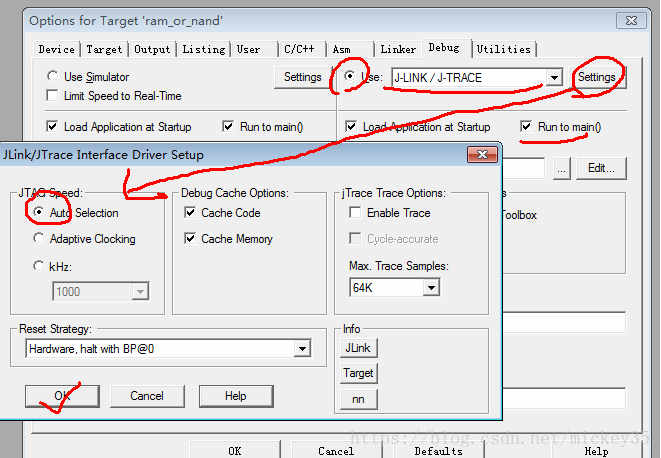 Options for Target 'ram_or_nand'
Device Target Output Listing User C/C++ Asm Linker Debug Utilities
Use Simulator Settings Use: J-LINK / J-TRACE Settings
Limit Speed to Real-Time
Load Application at Startup Run to main() Load Application at Startup Run to main()
JLink/JTrace Interface Driver Setup
... Edit...
JTAG Speed: Debug Cache Options: jTrace Trace Options:
Auto Selection Cache Code Enable Trace
Toolbox
Adaptive Clocking Cache Memory Cycle-accurate
kHz: Max. Trace Samples:
1000 64K
Reset Strategy: Info
Hardware, halt with BP@0 JLink
Target
OK Cancel Help nn
https://blog.csdn.net/mickey35
OK Cancel Defaults Help